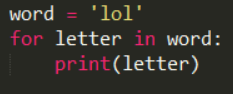 word = 'lol'
for letter in word:
    print(letter)